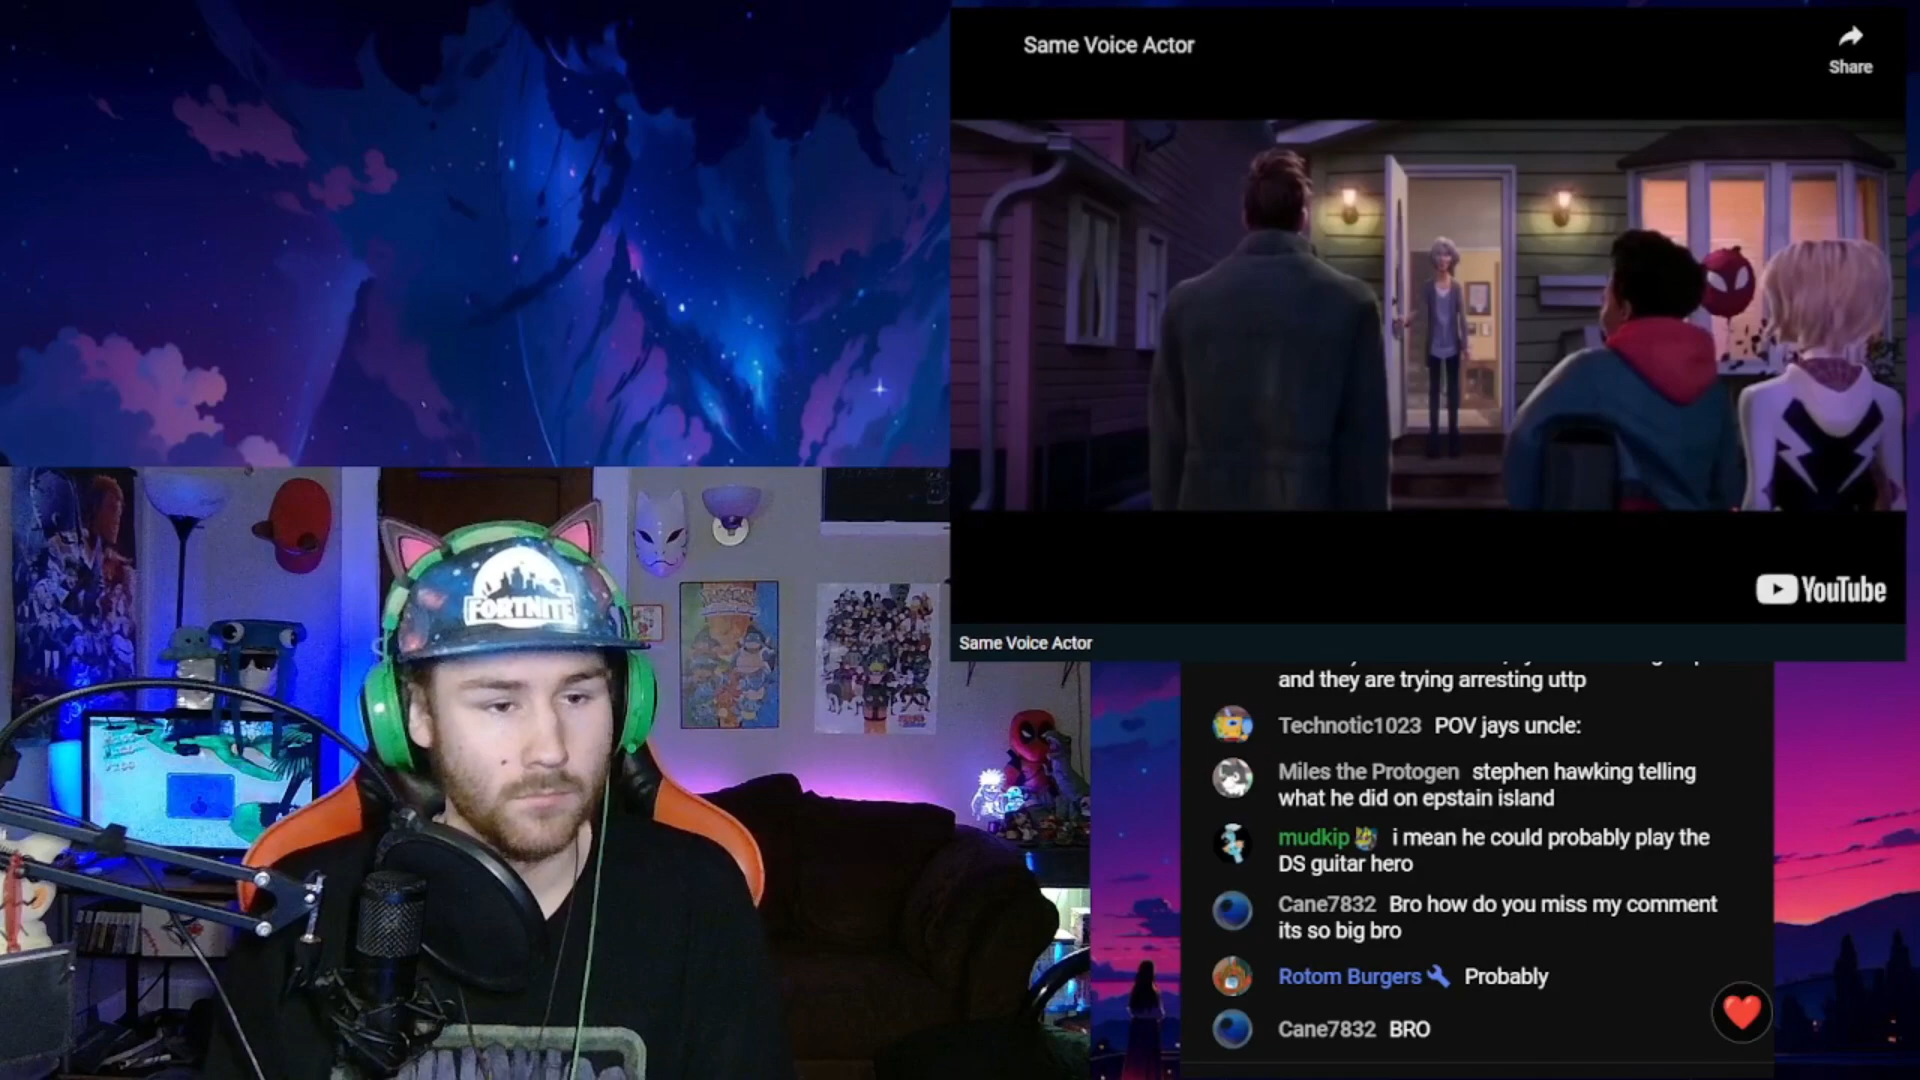 Same Voice Actor
Share
YouTube
Same Voice Actor
FORTNITE
and they are trying arresting uttp
Technotic1023 POV jays uncle:
Miles the Protogen stephen hawking telling
what he did on epstain island
mudkip i mean he could probably play the
DS guitar hero
Cane7832 Bro how do you miss my comment
its so big bro
Rotom Burgers Probably
Cane7832 BRO